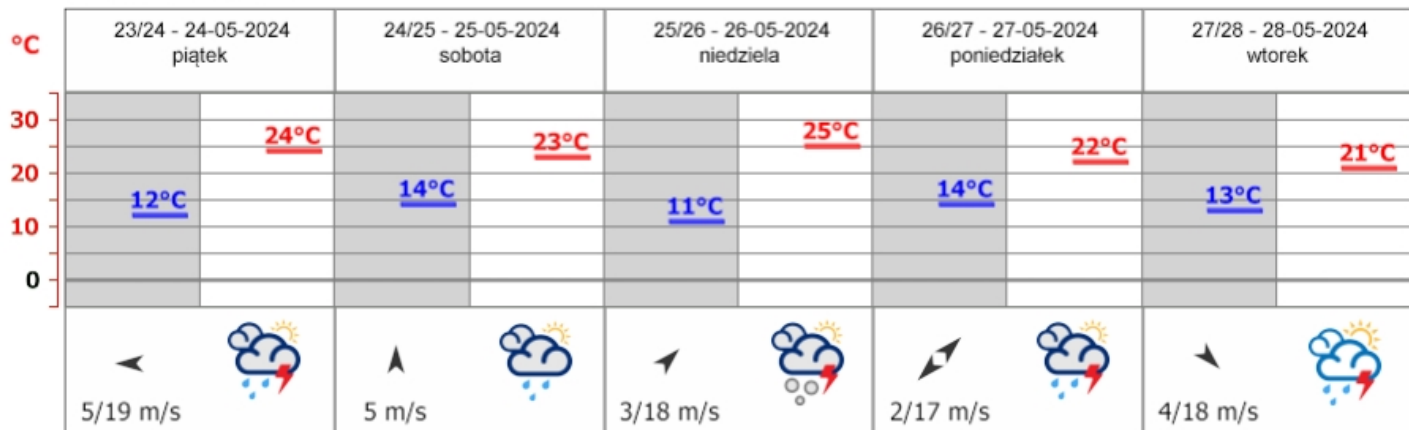 °C
23/24 - 24-05-2024
piątek
24/25 - 25-05-2024
sobota
25/26 - 26-05-2024
niedziela
26/27 - 27-05-2024
poniedziałek
27/28 - 28-05-2024
wtorek
30
20
10
0
12°C
24°C
14°C
23°C
11°C
25°C
14°C
22°C
13°C
21°C
5/19 m/s
5 m/s
3/18 m/s
2/17 m/s
4/18 m/s